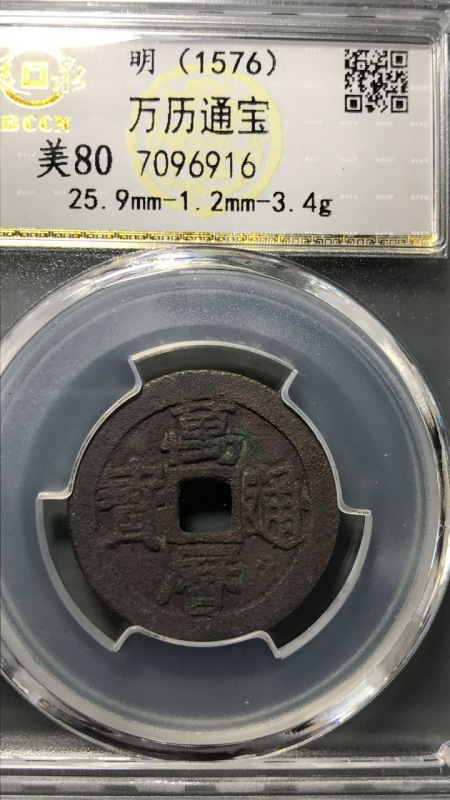 明（1576）
BCCN
万历通宝
美80 7096916
25.9mm-1.2mm-3.4g
萬
寶 通
曆